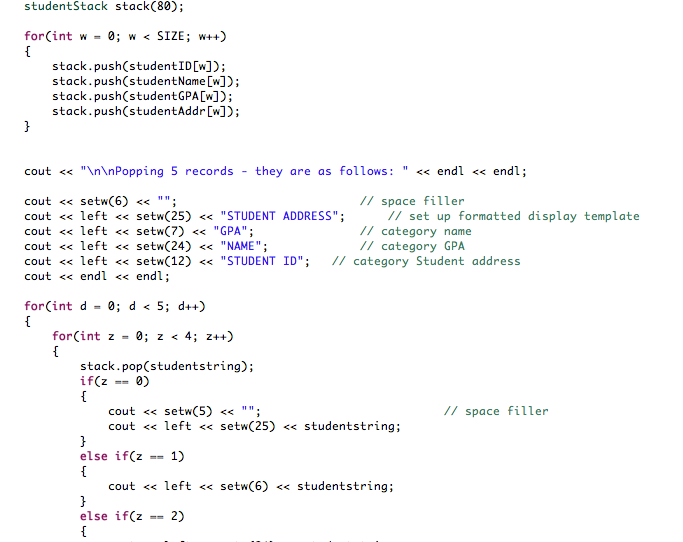 studentStack stack(80);
for(int w = 0; w < SIZE; w++)
{
stack.push(studentID[w]);
stack.push(studentName[w]);
stack.push(studentGPA[w]);
stack.push(studentAddr[w]);
}
cout << "\n\nPopping 5 records - they are as follows: " << endl << endl;
cout << setw(6) << ""; // space filler
cout << left << setw(25) << "STUDENT ADDRESS"; // set up formatted display template
cout << left << setw(7) << "GPA"; // category name
cout << left << setw(24) << "NAME"; // category GPA
cout << left << setw(12) << "STUDENT ID"; // category Student address
cout << endl << endl;
for(int d = 0; d < 5; d++)
{
for(int z = 0; z < 4; z++)
{
stack.pop(studentstring);
if(z == 0)
{
cout << setw(5) << ""; // space filler
cout << left << setw(25) << studentstring;
}
else if(z == 1)
{
cout << left << setw(6) << studentstring;
}
else if(z == 2)
{